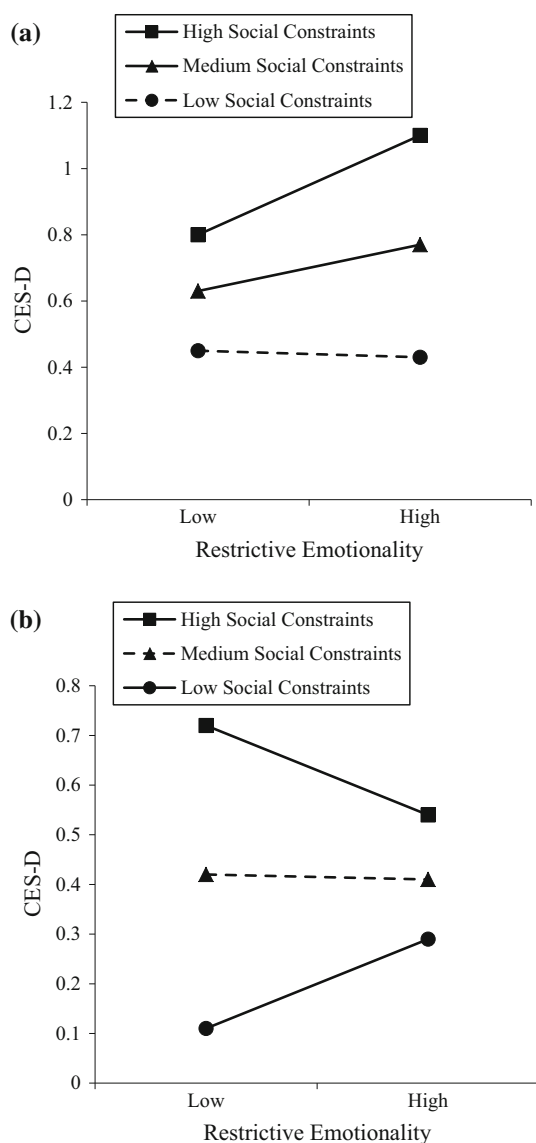 (a)
High Social Constraints
Medium Social Constraints
Low Social Constraints
1.2
1
0.8
0.6
0.4
0.2
0
CES-D
Low High
Restrictive Emotionality
(b)
High Social Constraints
Medium Social Constraints
Low Social Constraints
0.8
0.7
0.6
0.5
0.4
0.3
0.2
0.1
0
CES-D
Low High
Restrictive Emotionality